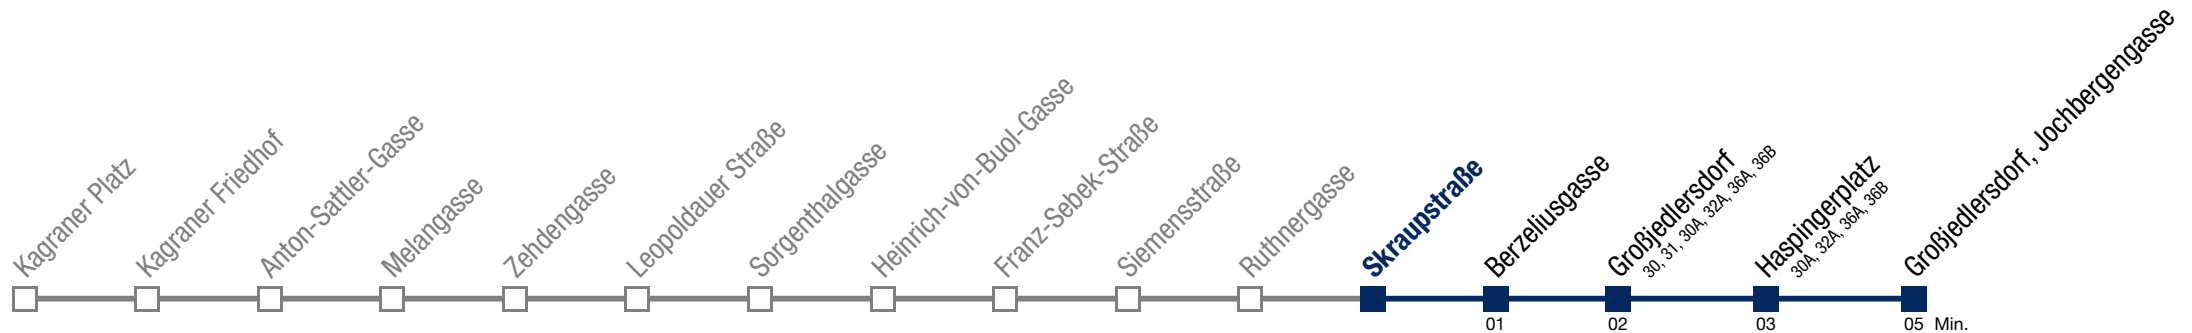 Kagraner Platz
Kagraner Friedhof
Anton-Sattler-Gasse
Melangasse
Zehdengasse
Leopoldauer Straße
Sorgenthalgasse
Heinrich-von-Buol-Gasse
Franz-Sebek-Straße
Siemensstraße
Ruthnergasse
Skraupstraße
Berzeliusgasse
Großjedlersdorf
30, 31, 30A, 32A, 36A, 36B
Haspingerplatz
30A, 32A, 36A, 36B
Großjedlersdorf, Jochbergengasse
01 02 03 05 Min.